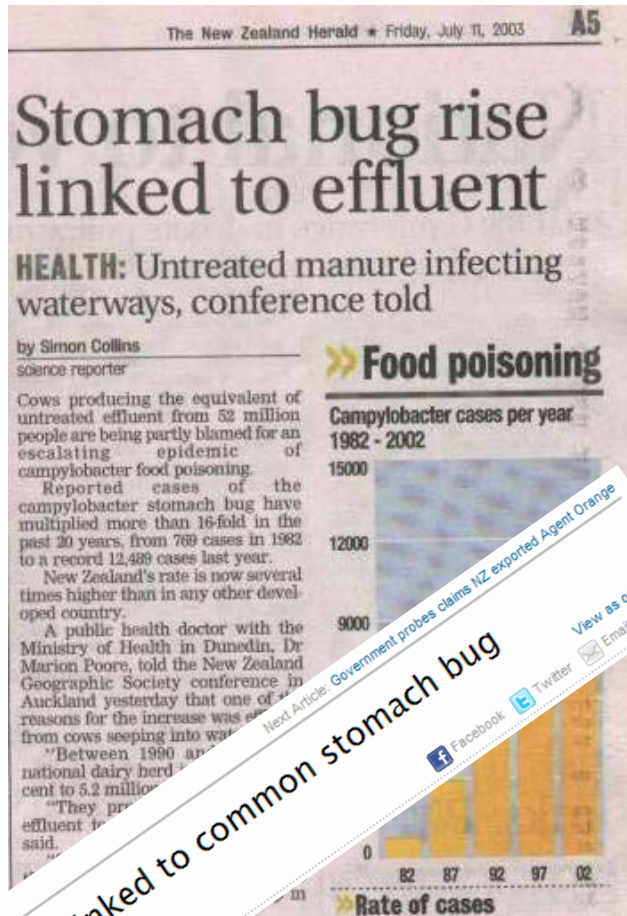 The New Zealand Herald ★ Friday, July 11, 2003 A5
Stomach bug rise
linked to effluent
HEALTH: Untreated manure infecting
waterways, conference told
by Simon Collins
science reporter
Cows producing the equivalent of
untreated effluent from 52 million
people are being partly blamed for an
escalating epidemic of
campylobacter food poisoning.
Reported cases of the
campylobacter stomach bug have
multiplied more than 16-fold in the
past 20 years, from 769 cases in 1982
to a record 12,489 cases last year.
New Zealand's rate is now several
times higher than in any other devel-
oped country.
A public health doctor with the
Ministry of Health in Dunedin, Dr
Marion Poore, told the New Zealand
Geographic Society conference in
Auckland yesterday that one of
reasons for the increase was
from cows seeping into
"Between 1990
national dairy herd
cent to 5.2 million
"They
effluent
said.
in
» Food poisoning
Campylobacter cases per year
1982 - 2002
15000
12000
9000
0
82 87 92 97 02
» Rate of cases
Next Article: Government probes claims NZ exported Agent Orange
View as
nked to common stomach bug
Facebook Twitter Email